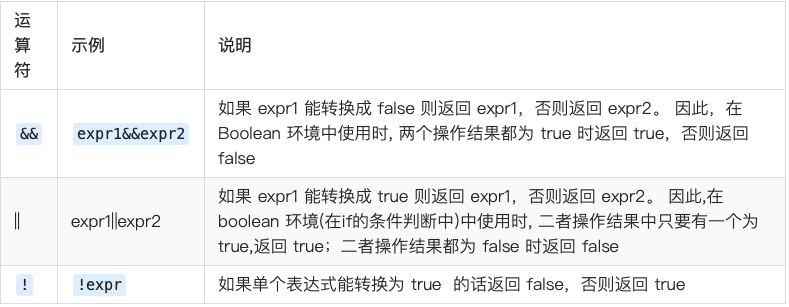 运
算
符
示例
说明
&&
expr1&&expr2
如果 expr1 能转换成 false 则返回 expr1，否则返回 expr2。 因此，在
Boolean 环境中使用时, 两个操作结果都为 true 时返回 true，否则返回
false
||
expr1||expr2
如果 expr1 能转换成 true 则返回 expr1，否则返回 expr2。 因此,在
boolean 环境(在if的条件判断中)中使用时, 二者操作结果中只要有一个为
true,返回 true；二者操作结果都为 false 时返回 false
!
!expr
如果单个表达式能转换为 true 的话返回 false，否则返回 true